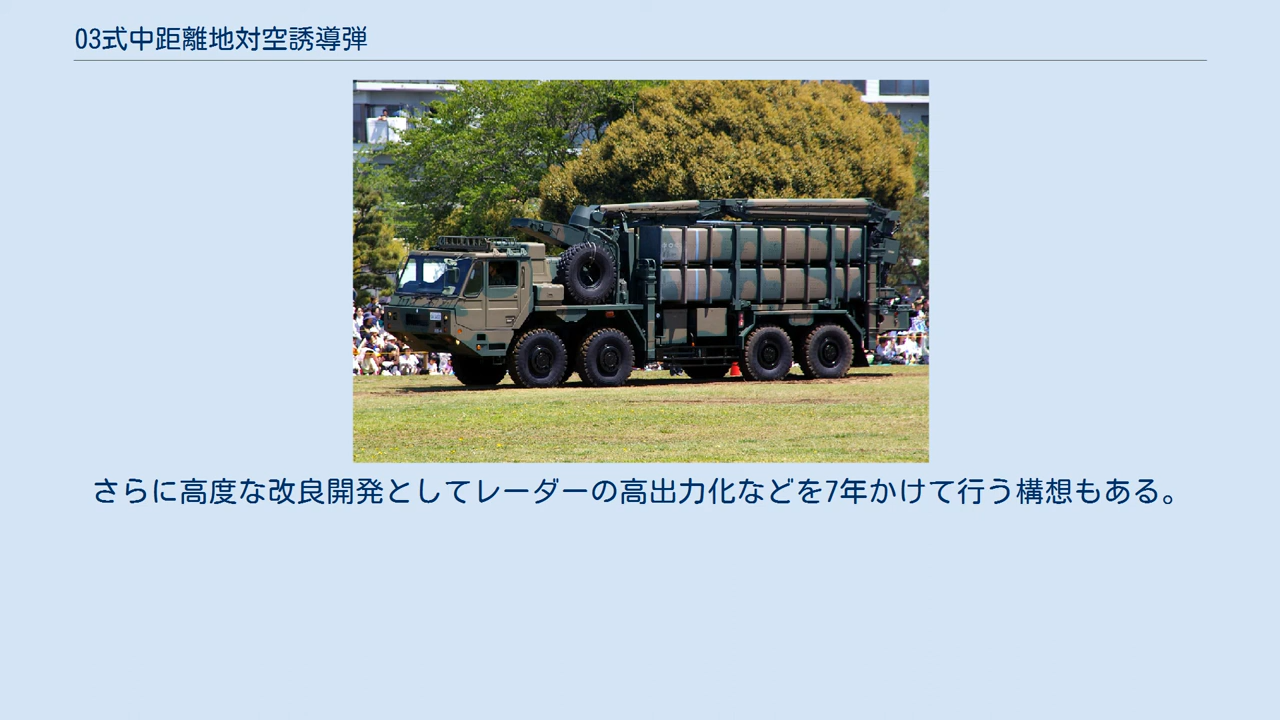 03式中距離地対空誘導弾
さらに高度な改良開発としてレーダーの高出力化などを7年かけて行う構想もある。